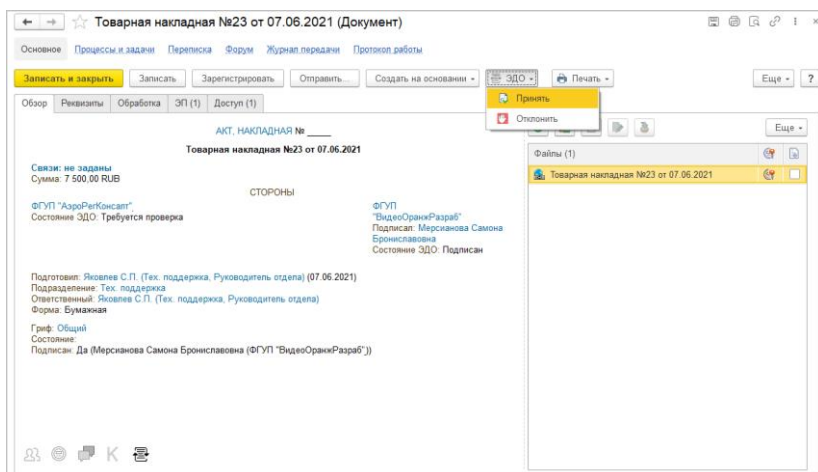 Товарная накладная №23 от 07.06.2021 (Документ)
Основное Процессы и задачи Переписка Форум Журнал передачи Протокол работы
Записать и закрыть Записать Зарегистрировать Отправить... Создать на основании ЭДО Печать Еще ?
Обзор Реквизиты Обработка ЭП (1) Доступ (1)
Принять
Отклонить
Еще
АКТ, НАКЛАДНАЯ № ____
Товарная накладная №23 от 07.06.2021
Связи: не заданы
Сумма: 7 500,00 RUB
СТОРОНЫ
ФГУП "АэроРегКонсалт",
Состояние ЭДО: Требуется проверка
ФГУП
"ВидеоОранжРазраб"
Подписал: Мерсианова Самона
Брониславовна
Состояние ЭДО: Подписан
Подготовил: Яковлев С.П. (Тех. поддержка, Руководитель отдела) (07.06.2021)
Подразделение: Тех. поддержка
Ответственный: Яковлев С.П. (Тех. поддержка, Руководитель отдела)
Форма: Бумажная
Гриф: Общий
Состояние:
Подписан: Да (Мерсианова Самона Брониславовна (ФГУП "ВидеоОранжРазраб"))
Файлы (1)
Товарная накладная №23 от 07.06.2021